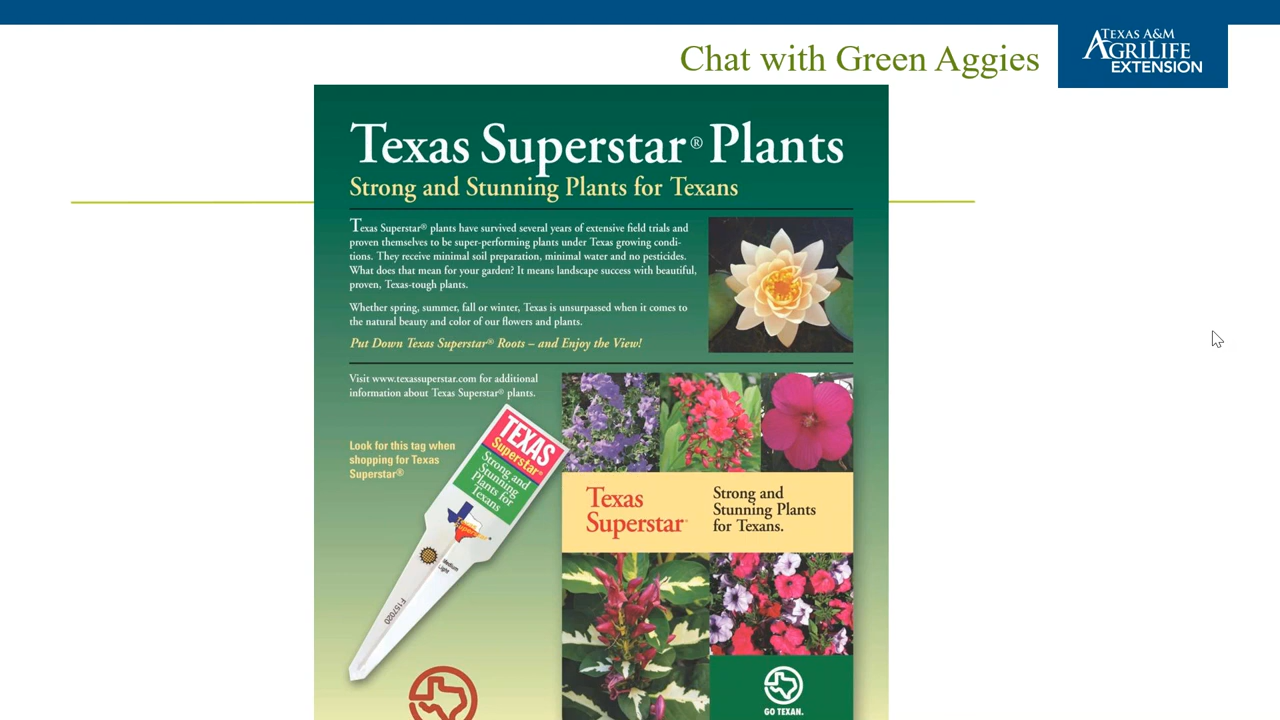 Chat with Green Aggies
TEXAS A&M
AGRILIFE
EXTENSION
Texas Superstar® Plants
Strong and Stunning Plants for Texans
Texas Superstar® plants have survived several years of extensive field trials and
proven themselves to be super-performing plants under Texas growing condi-
tions. They receive minimal soil preparation, minimal water and no pesticides.
What does that mean for your garden? It means landscape success with beautiful,
proven, Texas-tough plants.
Whether spring, summer, fall or winter, Texas is unsurpassed when it comes to
the natural beauty and color of our flowers and plants.
Put Down Texas Superstar® Roots – and Enjoy the View!
Visit www.texassuperstar.com for additional
information about Texas Superstar® plants.
Look for this tag when
shopping for Texas
Superstar®
TEXAS
Superstar®
Strong and
Stunning
Plants for
Texans
Medium
Light
F157020
Texas
Superstar®
Strong and
Stunning Plants
for Texans.
GO TEXAN.